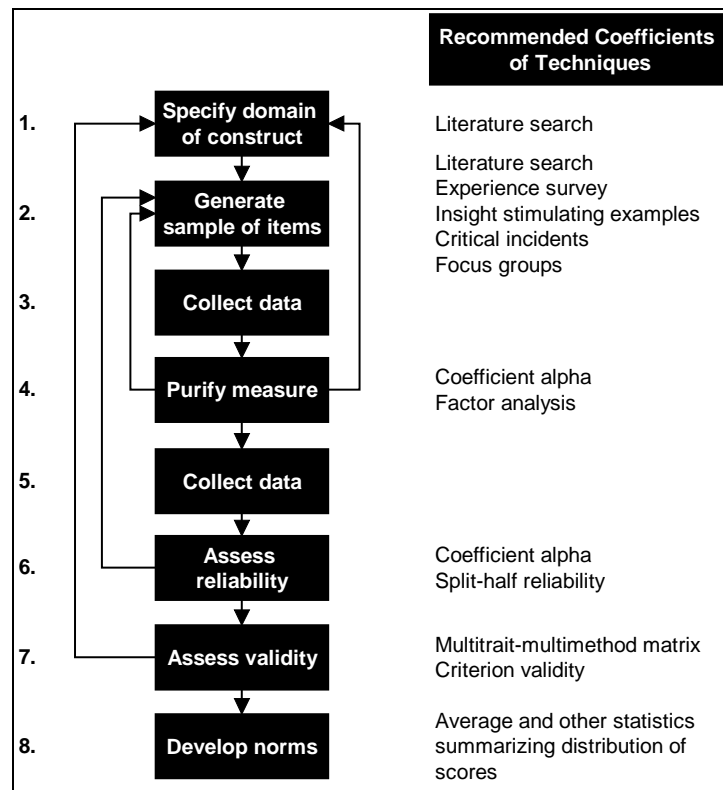 Recommended Coefficients
of Techniques
1.
Specify domain
of construct
Literature search
2.
Generate
sample of items
Literature search
Experience survey
Insight stimulating examples
Critical incidents
Focus groups
3.
Collect data
4.
Purify measure
Coefficient alpha
Factor analysis
5.
Collect data
6.
Assess
reliability
Coefficient alpha
Split-half reliability
7.
Assess validity
Multitrait-multimethod matrix
Criterion validity
8.
Develop norms
Average and other statistics
summarizing distribution of
scores